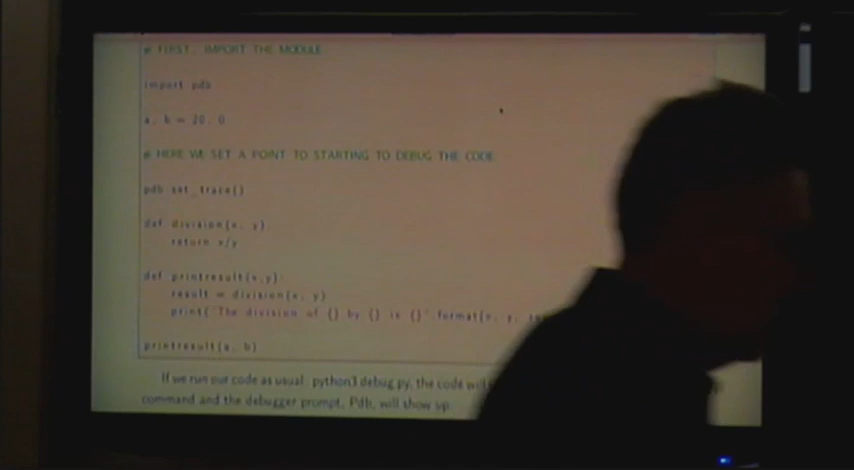 # FIRST, IMPORT THE MODULE
import pdb
a, b = 20, 0
# HERE WE SET A POINT TO STARTING TO DEBUG THE CODE
pdb.set_trace()
def division(x, y):
return x/y
def printresult(x,y):
result = division(x, y)
print("The division of {} by {} is {}".format(x, y,
printresult(a, b)
If we run our code as usual: python3 debug.py, the code will
command and the debugger prompt, Pdb, will show up